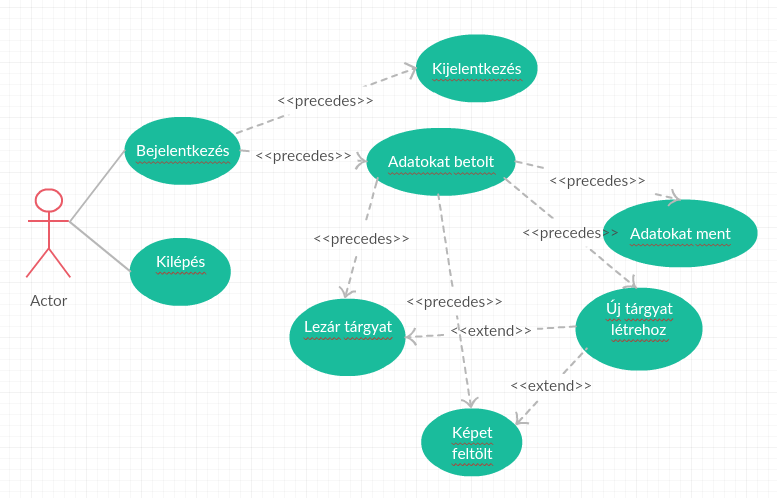 Kijelentkezés
<<precedes>>
Bejelentkezés
<<precedes>>
Adatokat betolt
<<precedes>>
<<precedes>>
<<precedes>>
Adatokat ment
Kilépés
Actor
<<precedes>>
Lezár tárgyat
<<extend>>
Új tárgyat
létrehoz
<<extend>>
Képet
feltölt